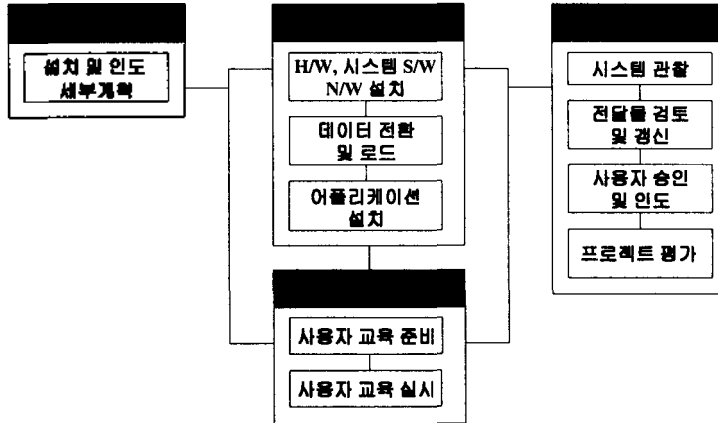 설치 및 인도
세부계획
H/W, 시스템 S/W
N/W 설치
데이터 전환
및 로드
어플리케이션
설치
사용자 교육 준비
사용자 교육 실시
시스템 관찰
전달물 검토
및 갱신
사용자 승인
및 인도
프로젝트 평가